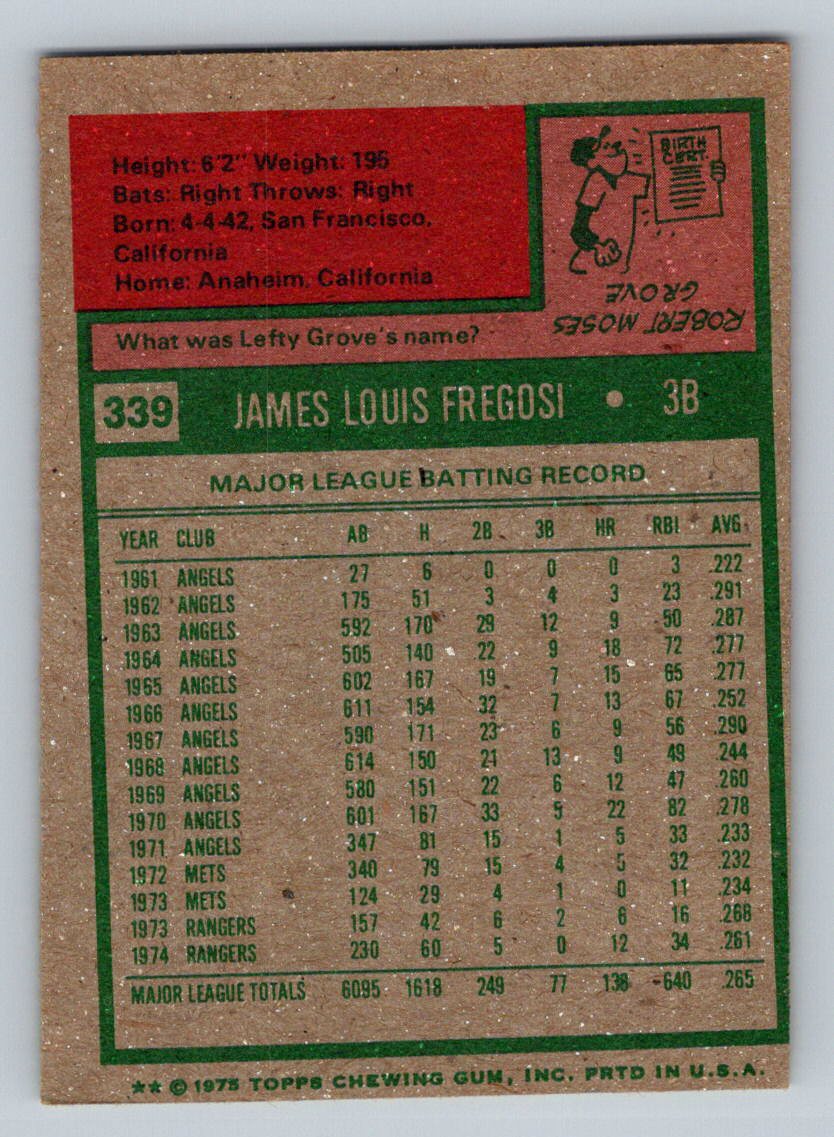 Height: 6'2" Weight: 195
Bats: Right Throws: Right
Born: 4-4-42, San Francisco,
California
Home: Anaheim, California
BIRTH
CERT.
ROBERT MOSES
GROVE
What was Lefty Grove's name?
339 JAMES LOUIS FREGOSI • 3B
MAJOR LEAGUE BATTING RECORD
YEAR CLUB AB H 2B 3B HR RBI AVG.
1961 ANGELS 27 6 0 0 0 3 .222
1962 ANGELS 175 51 3 4 3 23 .291
1963 ANGELS 592 170 29 12 9 50 .287
1964 ANGELS 505 140 22 9 18 72 .277
1965 ANGELS 602 167 19 7 15 65 .277
1966 ANGELS 611 154 32 7 13 67 .252
1967 ANGELS 590 171 23 6 9 56 .290
1968 ANGELS 614 150 21 13 9 49 .244
1969 ANGELS 580 151 22 6 12 47 .260
1970 ANGELS 601 167 33 5 22 82 .278
1971 ANGELS 347 81 15 1 5 33 .233
1972 METS 340 79 15 4 5 32 .232
1973 METS 124 29 4 1 0 11 .234
1973 RANGERS 157 42 6 2 6 16 .268
1974 RANGERS 230 60 5 0 12 34 .261
MAJOR LEAGUE TOTALS 6095 1618 249 77 138 640 .265
** © 1975 TOPPS CHEWING GUM, INC. PRTD IN U.S.A.